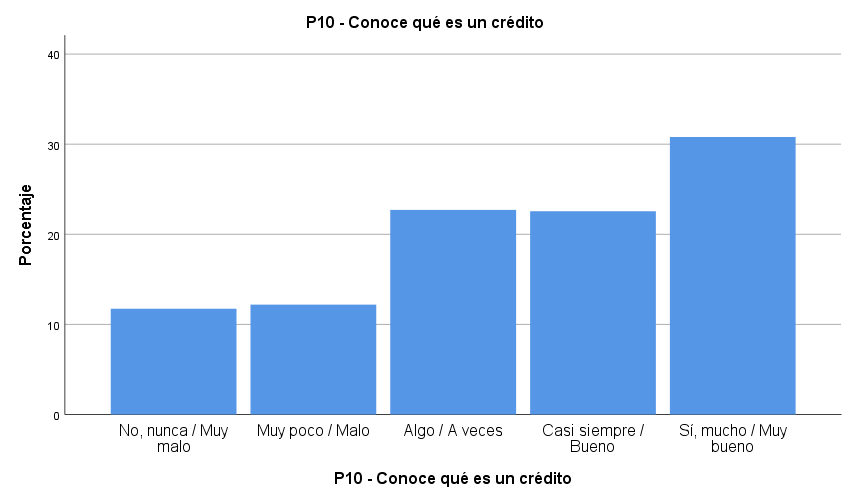 P10 - Conoce qué es un crédito
40
30
20
10
0
Porcentaje
No, nunca / Muy
malo
Muy poco / Malo
Algo / A veces
Casi siempre /
Bueno
Sí, mucho / Muy
bueno
P10 - Conoce qué es un crédito